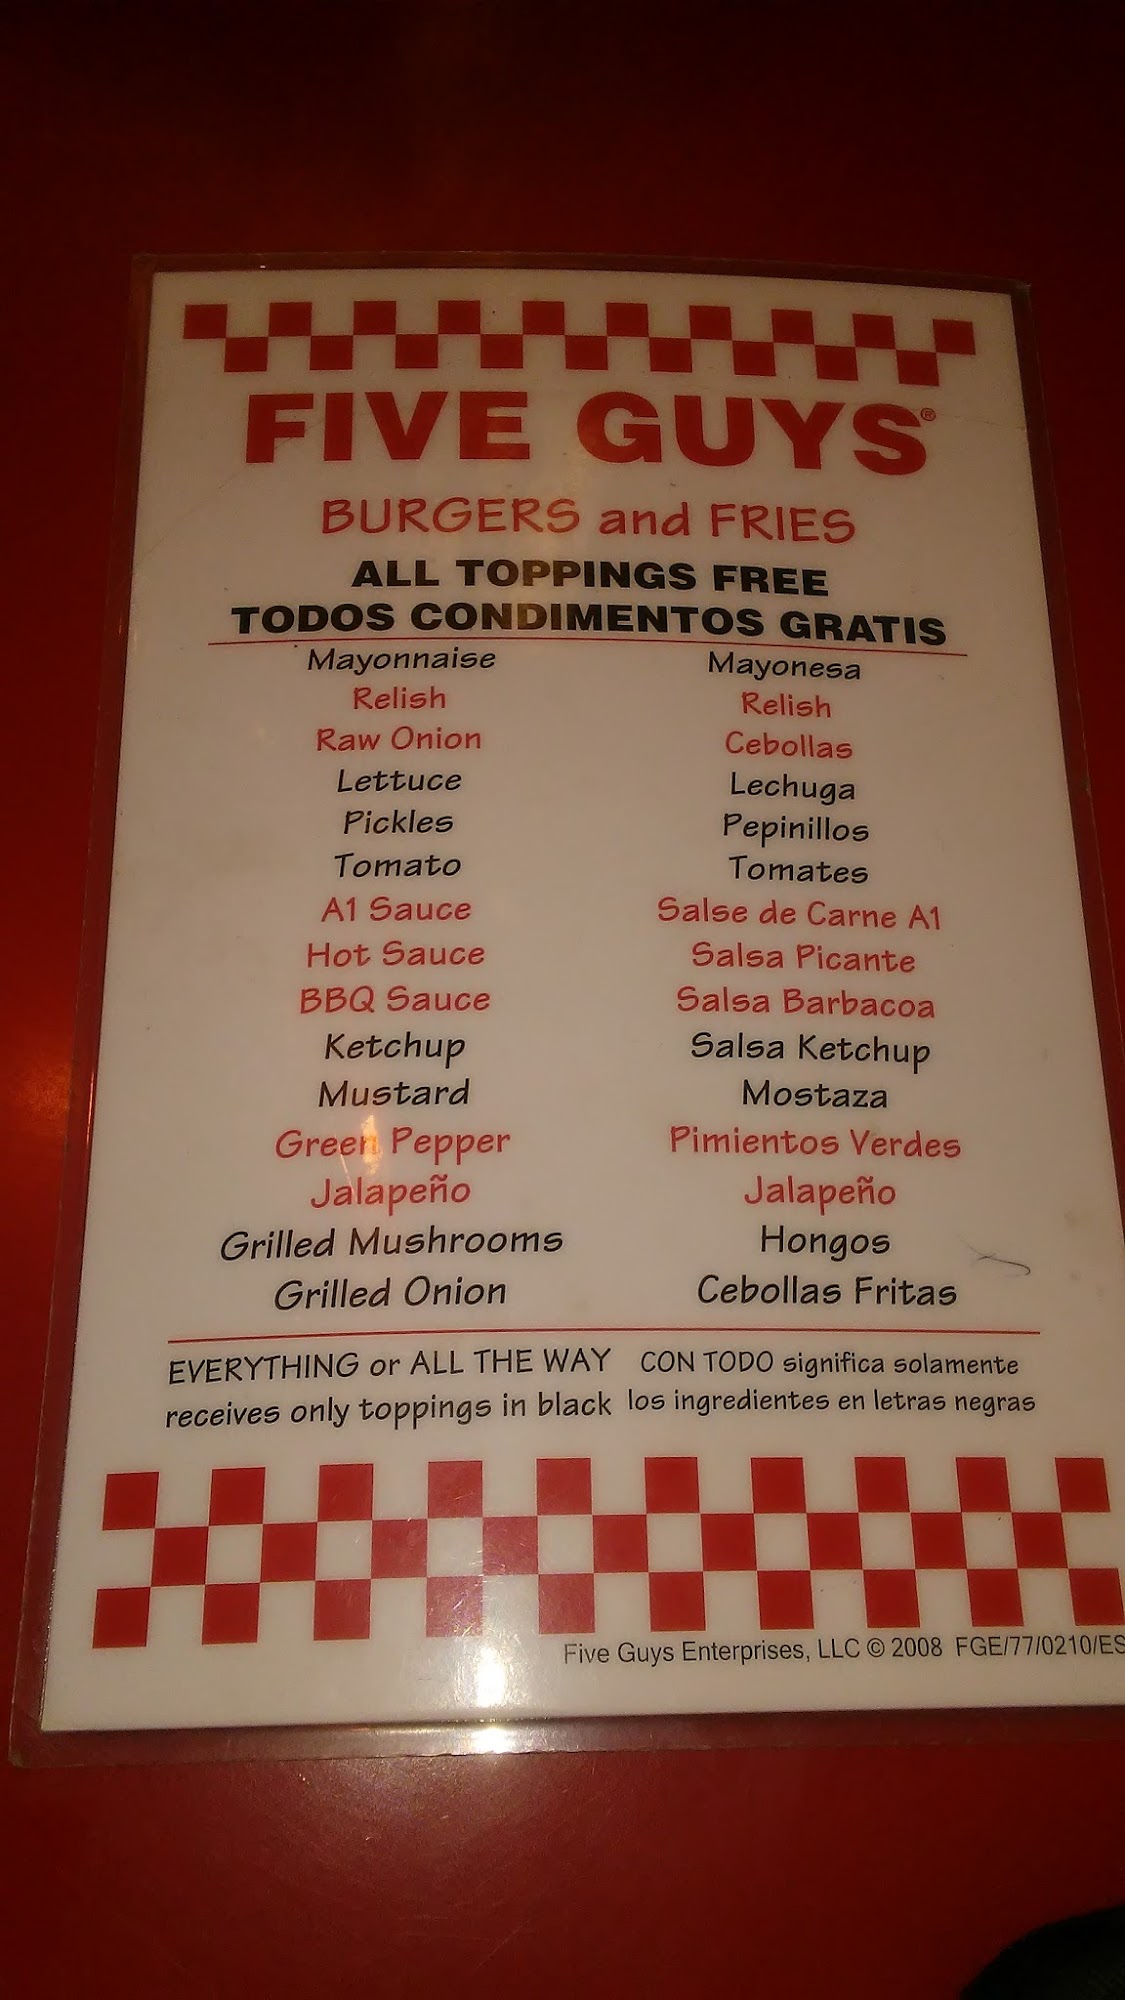 FIVE GUYS®
BURGERS and FRIES
ALL TOPPINGS FREE
TODOS CONDIMENTOS GRATIS
Mayonnaise Mayonesa
Relish Relish
Raw Onion Cebollas
Lettuce Lechuga
Pickles Pepinillos
Tomato Tomates
A1 Sauce Salse de Carne A1
Hot Sauce Salsa Picante
BBQ Sauce Salsa Barbacoa
Ketchup Salsa Ketchup
Mustard Mostaza
Green Pepper Pimientos Verdes
Jalapeño Jalapeño
Grilled Mushrooms Hongos
Grilled Onion Cebollas Fritas
EVERYTHING or ALL THE WAY CON TODO significa solamente
receives only toppings in black los ingredientes en letras negras
Five Guys Enterprises, LLC © 2008 FGE/77/0210/ES